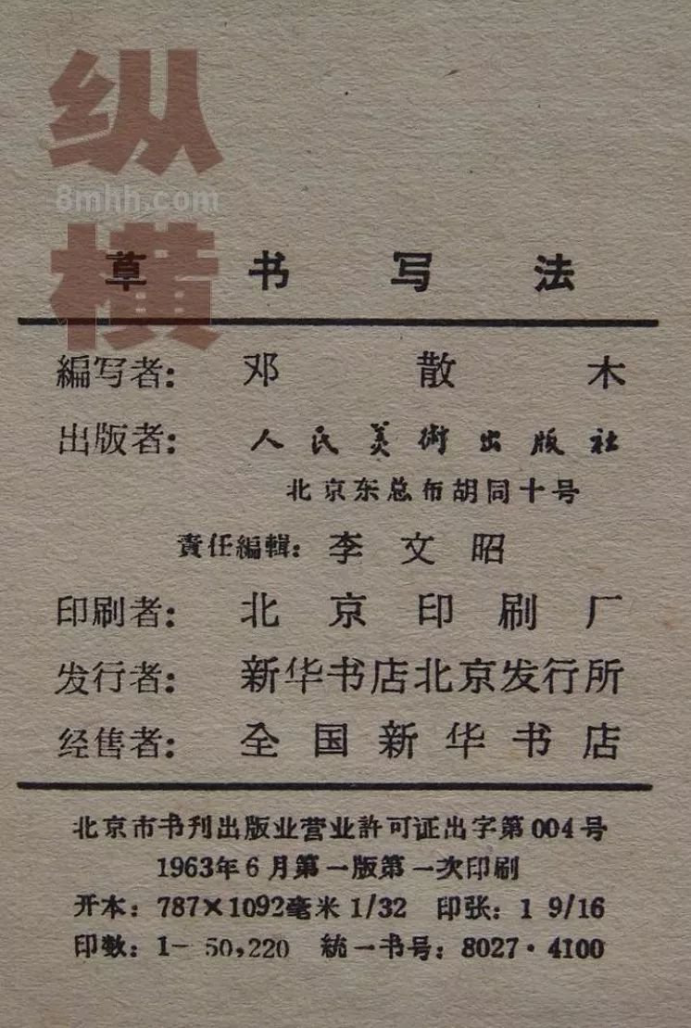 纵
8mhh.com
横
草书写法
編写者：邓散木
出版者：人民美術出版社
北京东总布胡同十号
責任編輯：李文昭
印刷者：北京印刷厂
发行者：新华书店北京发行所
经售者：全国新华书店
北京市书刊出版业营业許可证出字第004号
1963年6月第一版第一次印刷
开本：787×1092毫米 1/32 印张：1 9/16
印数：1— 50,220 統一书号：8027·4100